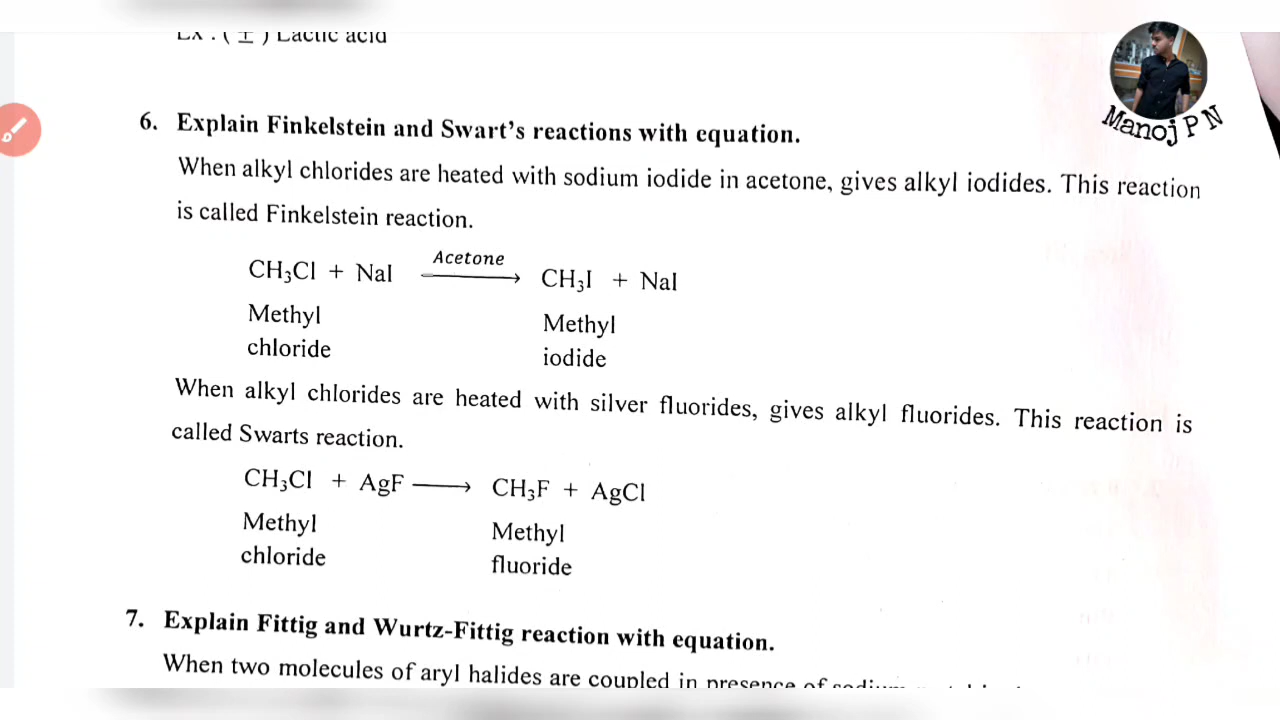 Ex : ( ± ) Lactic acid
Manoj P N
6. Explain Finkelstein and Swart's reactions with equation.
When alkyl chlorides are heated with sodium iodide in acetone, gives alkyl iodides. This reaction
is called Finkelstein reaction.
CH₃Cl + NaI —Acetone→ CH₃I + NaI
Methyl Methyl
chloride iodide
When alkyl chlorides are heated with silver fluorides, gives alkyl fluorides. This reaction is
called Swarts reaction.
CH₃Cl + AgF ⟶ CH₃F + AgCl
Methyl Methyl
chloride fluoride
7. Explain Fittig and Wurtz-Fittig reaction with equation.
When two molecules of aryl halides are coupled in presence of